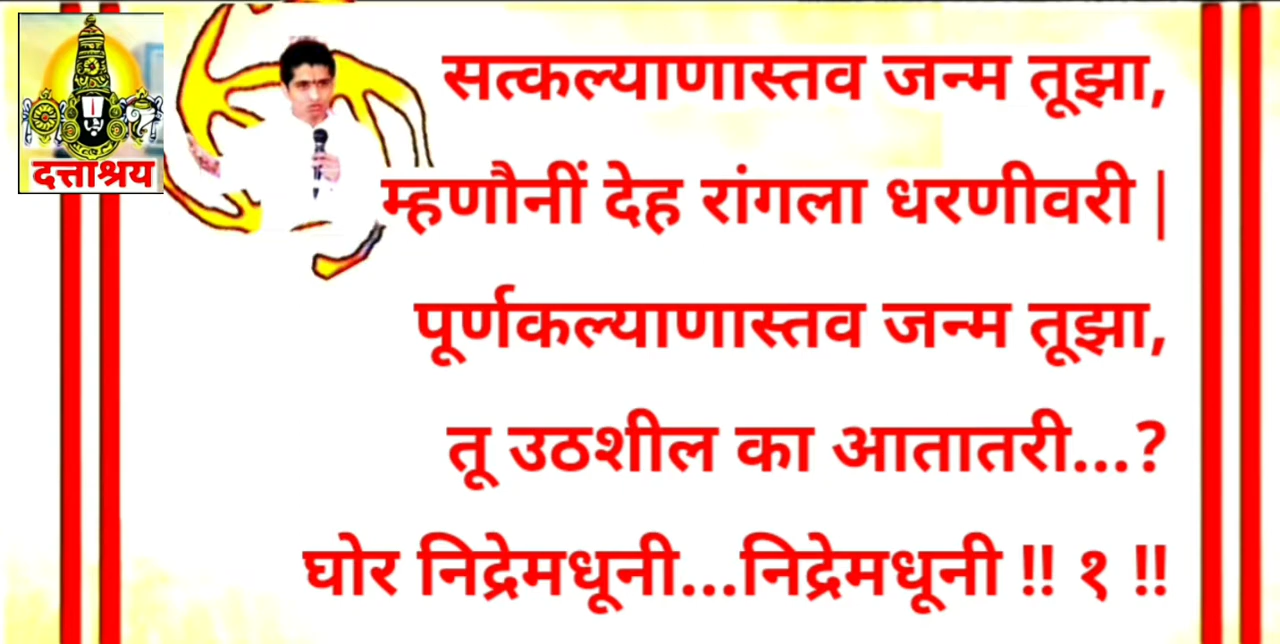 दत्ताश्रय
सत्कल्याणास्तव जन्म तूझा,
म्हणौनीं देह रांगला धरणीवरी |
पूर्णकल्याणास्तव जन्म तूझा,
तू उठशील का आतातरी...?
घोर निद्रेमधूनी...निद्रेमधूनी !! १ !!